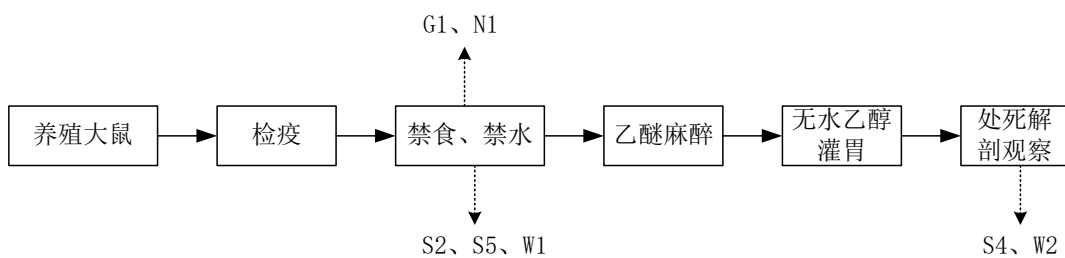 G1、N1
养殖大鼠
检疫
禁食、禁水
乙醚麻醉
无水乙醇
灌胃
处死解
剖观察
S2、S5、W1
S4、W2